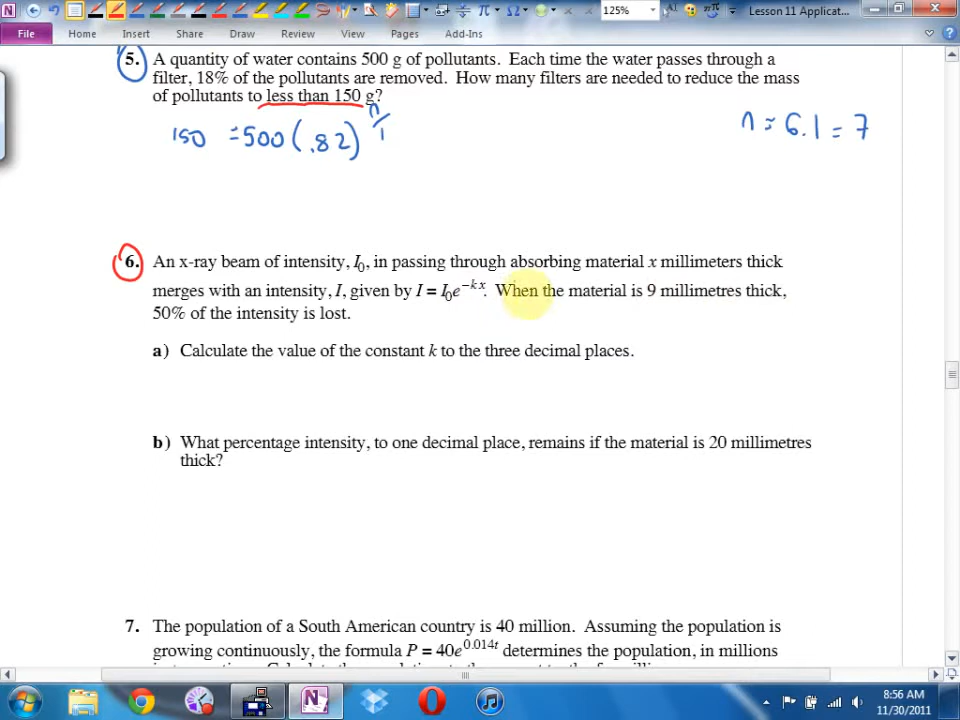 125%
Lesson 11 Applicat...
File Home Insert Share Draw Review View Pages Add-Ins
5. A quantity of water contains 500 g of pollutants. Each time the water passes through a
filter, 18% of the pollutants are removed. How many filters are needed to reduce the mass
of pollutants to less than 150 g?
150 = 500 (.82)^n/1
n = 6.1 = 7
6. An x-ray beam of intensity, I₀, in passing through absorbing material x millimeters thick
merges with an intensity, I, given by I = I₀e^−kx. When the material is 9 millimetres thick,
50% of the intensity is lost.
a) Calculate the value of the constant k to the three decimal places.
b) What percentage intensity, to one decimal place, remains if the material is 20 millimetres
thick?
7. The population of a South American country is 40 million. Assuming the population is
growing continuously, the formula P = 40e^0.014t determines the population, in millions
8:56 AM
11/30/2011